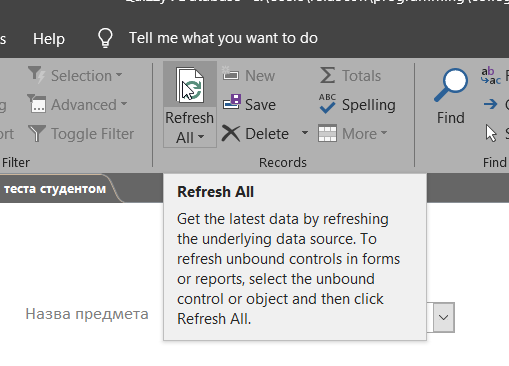 Help Tell me what you want to do
Selection New Totals
Advanced Refresh All Save Spelling Find
Toggle Filter Delete More
Filter Records Find
теста студентом
Refresh All
Get the latest data by refreshing
the underlying data source. To
refresh unbound controls in forms
or reports, select the unbound
control or object and then click
Refresh All.
Назва предмета